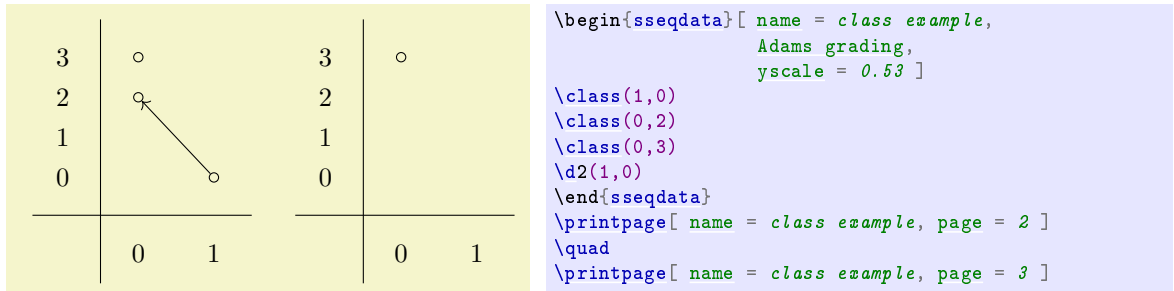 3
2
1
0
0 1
3
2
1
0
0 1
\begin{sseqdata}[ name = class example,
Adams grading,
yscale = 0.53 ]
\class(1,0)
\class(0,2)
\class(0,3)
\d2(1,0)
\end{sseqdata}
\printpage[ name = class example, page = 2 ]
\quad
\printpage[ name = class example, page = 3 ]